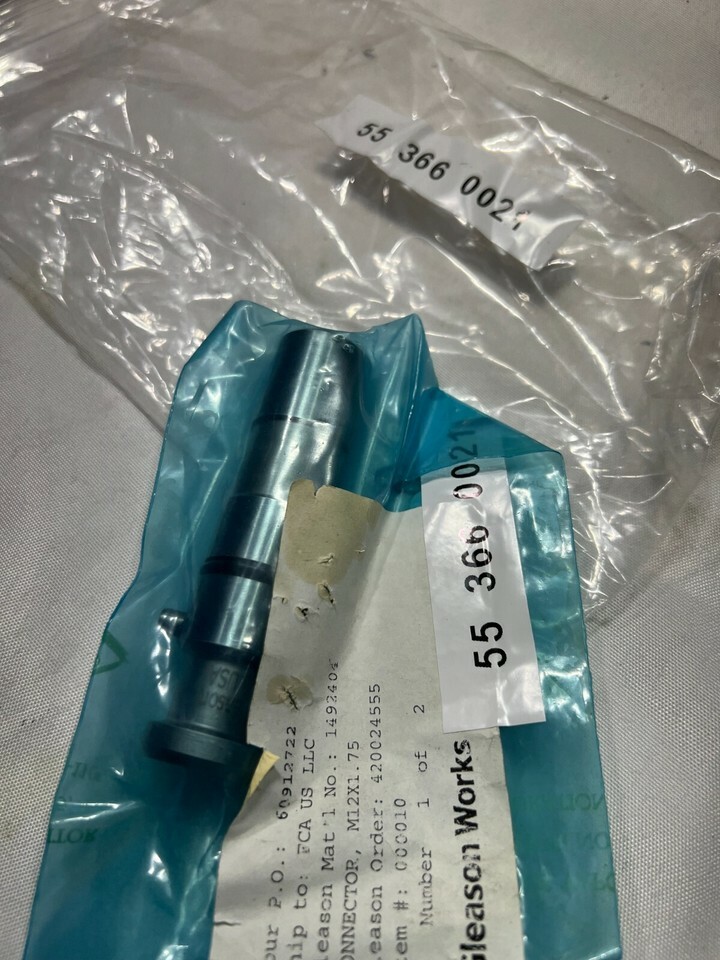 55 366 0021
55 366 0021
our P.O.: 60912722
hip to: FCA US LLC
leason Mat'l No.: 1492404
ONNECTOR, M12X1.75
leason Order: 420024555
em #: 000010
Number 1 of 2
Gleason Works